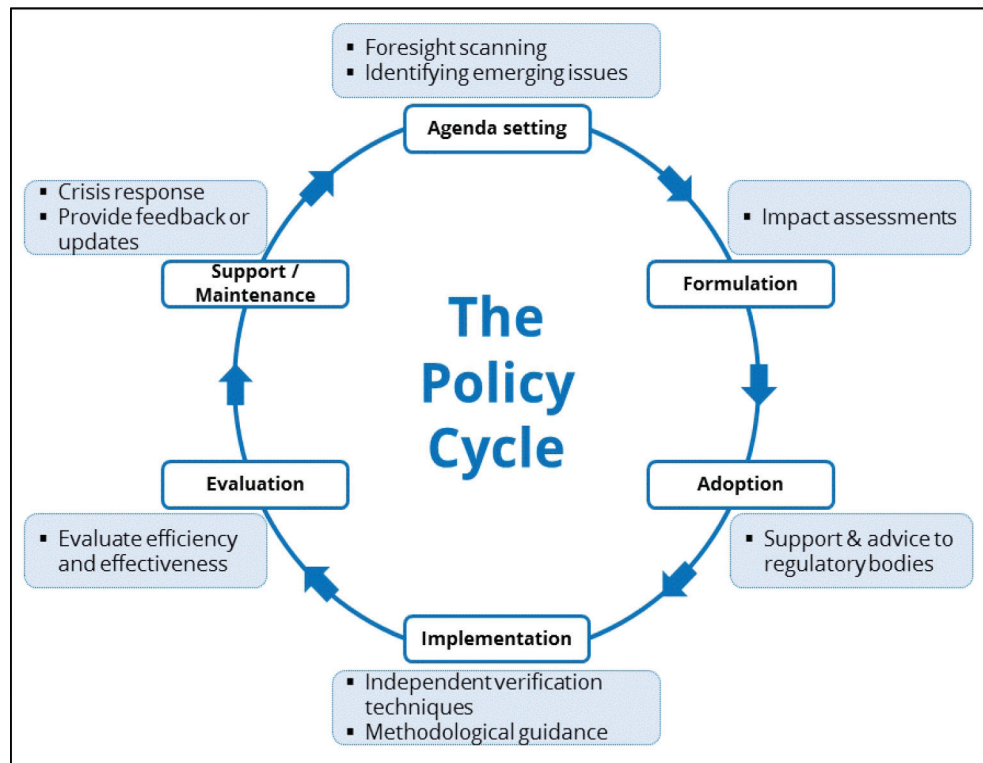 ▪ Foresight scanning
▪ Identifying emerging issues
Agenda setting
▪ Crisis response
▪ Provide feedback or
updates
▪ Impact assessments
Support /
Maintenance
Formulation
The
Policy
Cycle
Evaluation
Adoption
▪ Evaluate efficiency
and effectiveness
▪ Support & advice to
regulatory bodies
Implementation
▪ Independent verification
techniques
▪ Methodological guidance